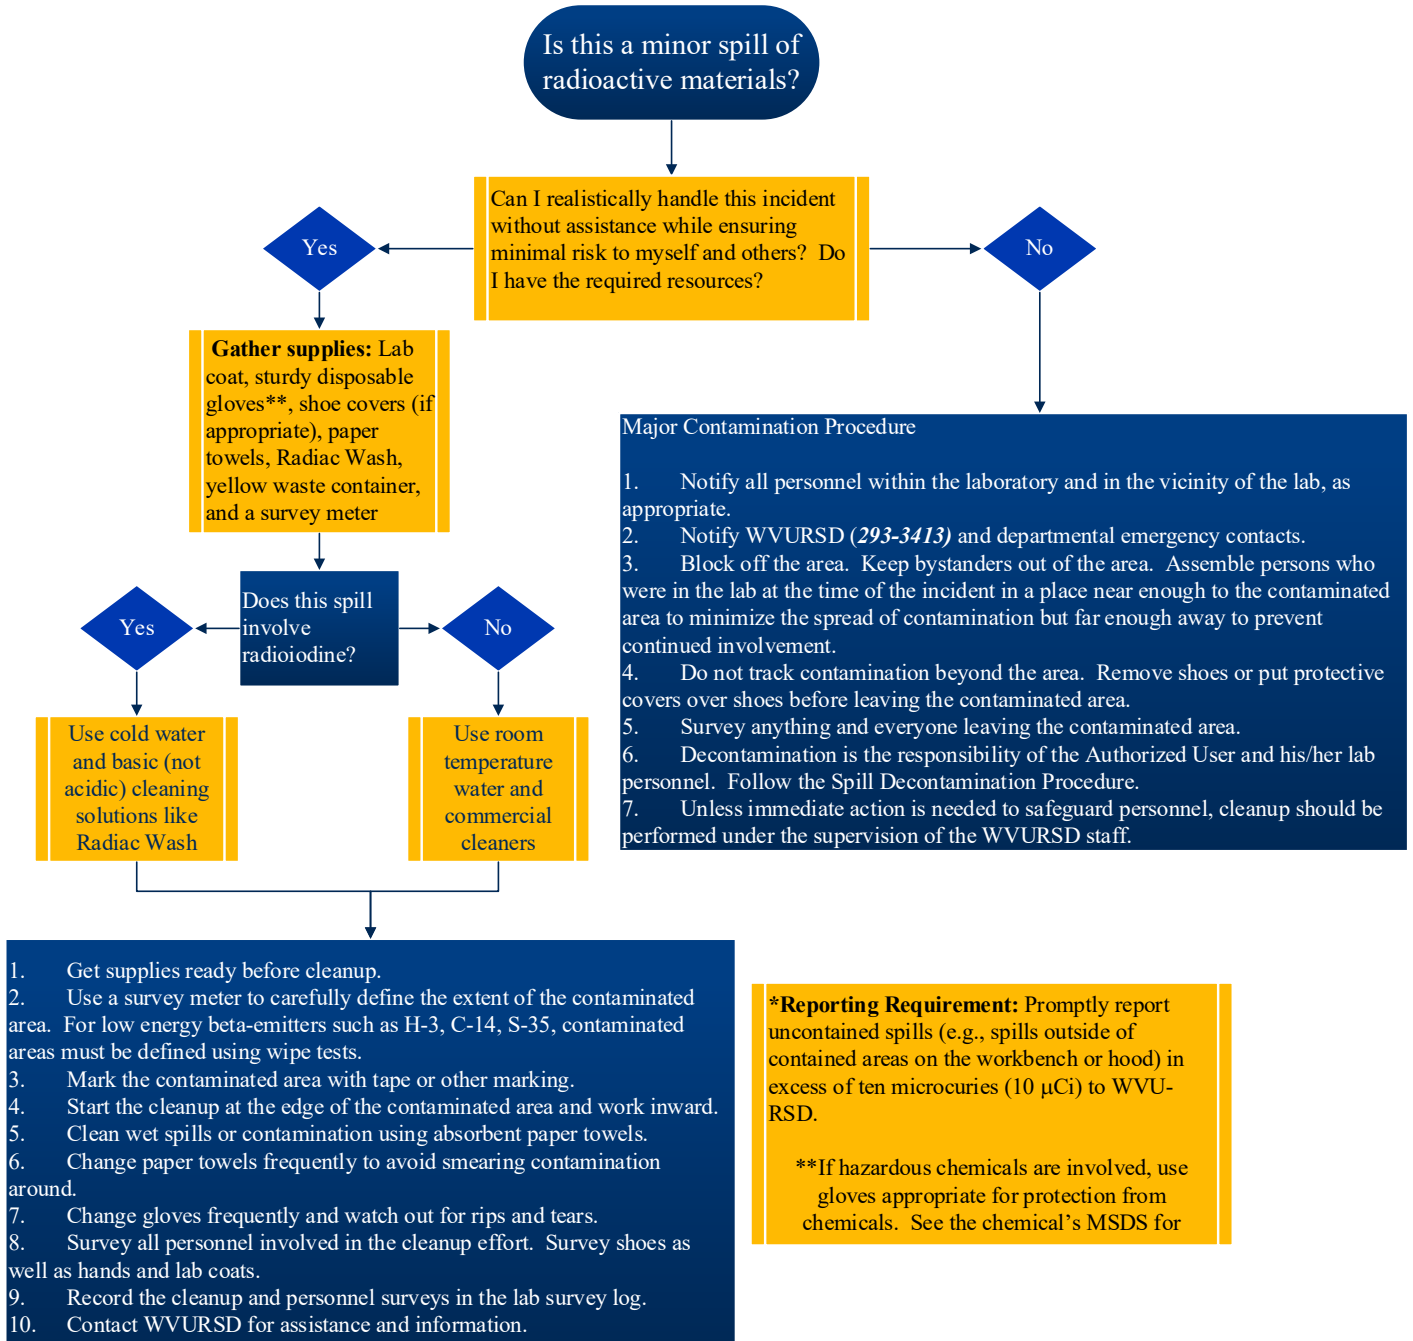 Is this a minor spill of
radioactive materials?
Can I realistically handle this incident
without assistance while ensuring
minimal risk to myself and others?  Do
I have the required resources?
Yes
No
Gather supplies: Lab
coat, sturdy disposable
gloves**, shoe covers (if
appropriate), paper
towels, Radiac Wash,
yellow waste container,
and a survey meter
Major Contamination Procedure
1. Notify all personnel within the laboratory and in the vicinity of the lab, as
appropriate.
2. Notify WVURSD (293-3413) and departmental emergency contacts.
3. Block off the area.  Keep bystanders out of the area.  Assemble persons who
were in the lab at the time of the incident in a place near enough to the contaminated
area to minimize the spread of contamination but far enough away to prevent
continued involvement.
4. Do not track contamination beyond the area.  Remove shoes or put protective
covers over shoes before leaving the contaminated area.
5. Survey anything and everyone leaving the contaminated area.
6. Decontamination is the responsibility of the Authorized User and his/her lab
personnel.  Follow the Spill Decontamination Procedure.
7. Unless immediate action is needed to safeguard personnel, cleanup should be
performed under the supervision of the WVURSD staff.
Does this spill
involve
radioiodine?
Yes
No
Use cold water
and basic (not
acidic) cleaning
solutions like
Radiac Wash
Use room
temperature
water and
commercial
cleaners
1. Get supplies ready before cleanup.
2. Use a survey meter to carefully define the extent of the contaminated
area.  For low energy beta-emitters such as H-3, C-14, S-35, contaminated
areas must be defined using wipe tests.
3. Mark the contaminated area with tape or other marking.
4. Start the cleanup at the edge of the contaminated area and work inward.
5. Clean wet spills or contamination using absorbent paper towels.
6. Change paper towels frequently to avoid smearing contamination
around.
7. Change gloves frequently and watch out for rips and tears.
8. Survey all personnel involved in the cleanup effort.  Survey shoes as
well as hands and lab coats.
9. Record the cleanup and personnel surveys in the lab survey log.
10. Contact WVURSD for assistance and information.
*Reporting Requirement: Promptly report
uncontained spills (e.g., spills outside of
contained areas on the workbench or hood) in
excess of ten microcuries (10 µCi) to WVU-
RSD.
**If hazardous chemicals are involved, use
gloves appropriate for protection from
chemicals.  See the chemical’s MSDS for